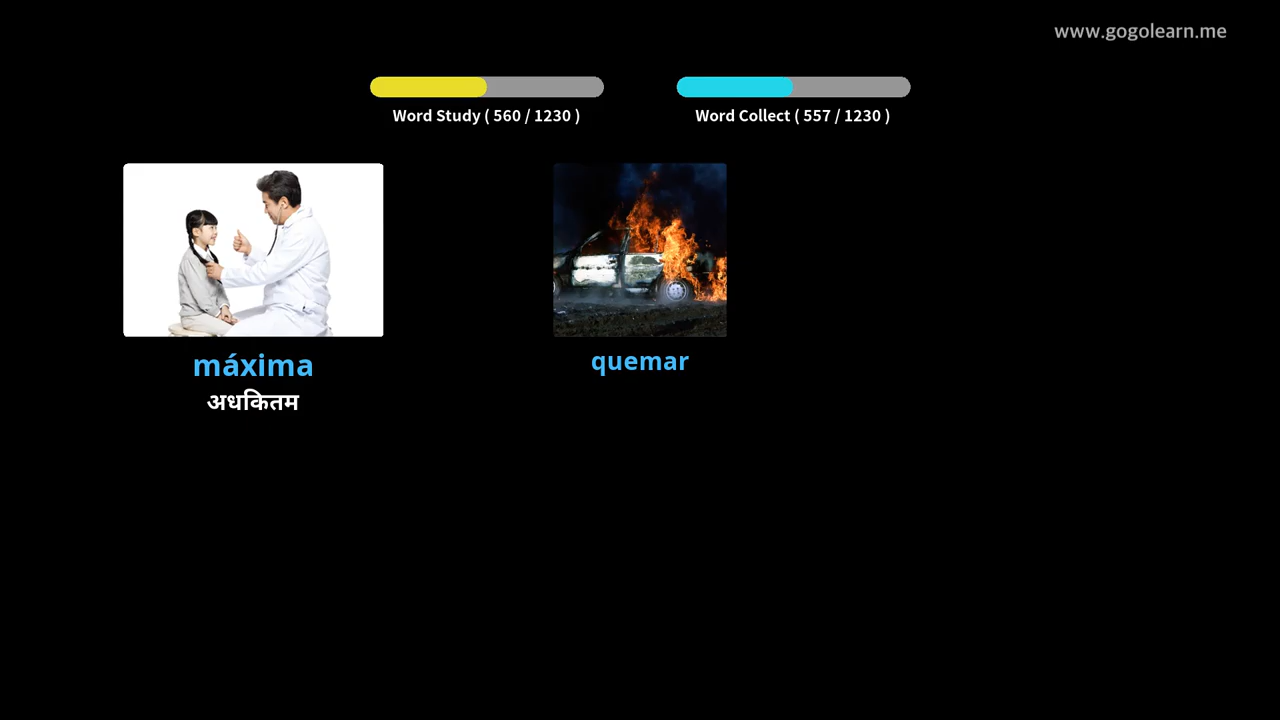 www.gogolearn.me
Word Study ( 560 / 1230 )
Word Collect ( 557 / 1230 )
máxima
अधकितम
quemar